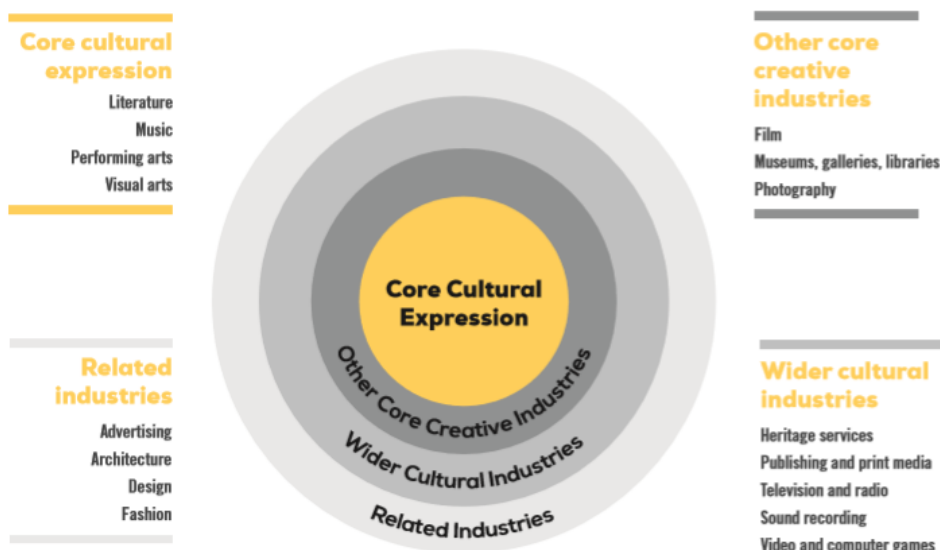 Core cultural
expression
Literature
Music
Performing arts
Visual arts
Other core
creative
industries
Film
Museums, galleries, libraries
Photography
Core Cultural
Expression
Other Core Creative Industries
Wider Cultural Industries
Related Industries
Related
industries
Advertising
Architecture
Design
Fashion
Wider cultural
industries
Heritage services
Publishing and print media
Television and radio
Sound recording
Video and computer games